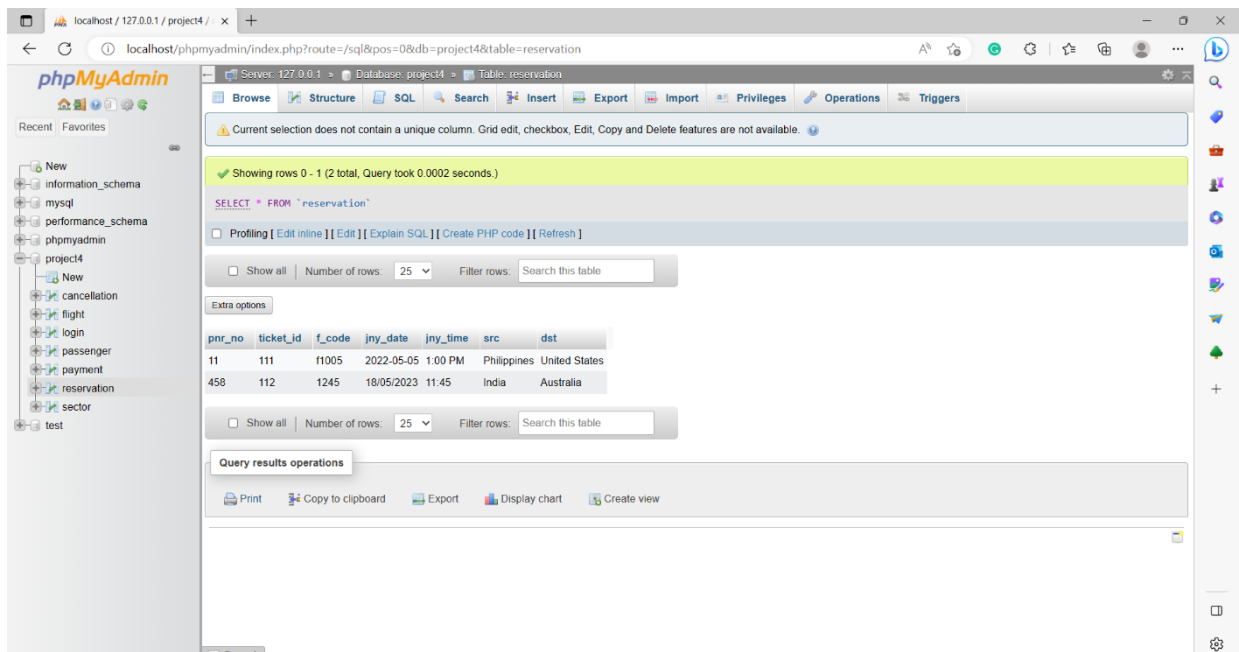 localhost / 127.0.0.1 / project4 /
localhost/phpmyadmin/index.php?route=/sql&pos=0&db=project4&table=reservation
phpMyAdmin
Recent Favorites
New
information_schema
mysql
performance_schema
phpmyadmin
project4
New
cancellation
flight
login
passenger
payment
reservation
sector
test
Server: 127.0.0.1 » Database: project4 » Table: reservation
Browse Structure SQL Search Insert Export Import Privileges Operations Triggers
Current selection does not contain a unique column. Grid edit, checkbox, Edit, Copy and Delete features are not available.
Showing rows 0 - 1 (2 total, Query took 0.0002 seconds.)
SELECT * FROM `reservation`
Profiling [ Edit inline ] [ Edit ] [ Explain SQL ] [ Create PHP code ] [ Refresh ]
Show all Number of rows: 25 Filter rows: Search this table
Extra options
pnr_no ticket_id f_code jny_date jny_time src dst
11 111 f1005 2022-05-05 1:00 PM Philippines United States
458 112 1245 18/05/2023 11:45 India Australia
Show all Number of rows: 25 Filter rows: Search this table
Query results operations
Print Copy to clipboard Export Display chart Create view